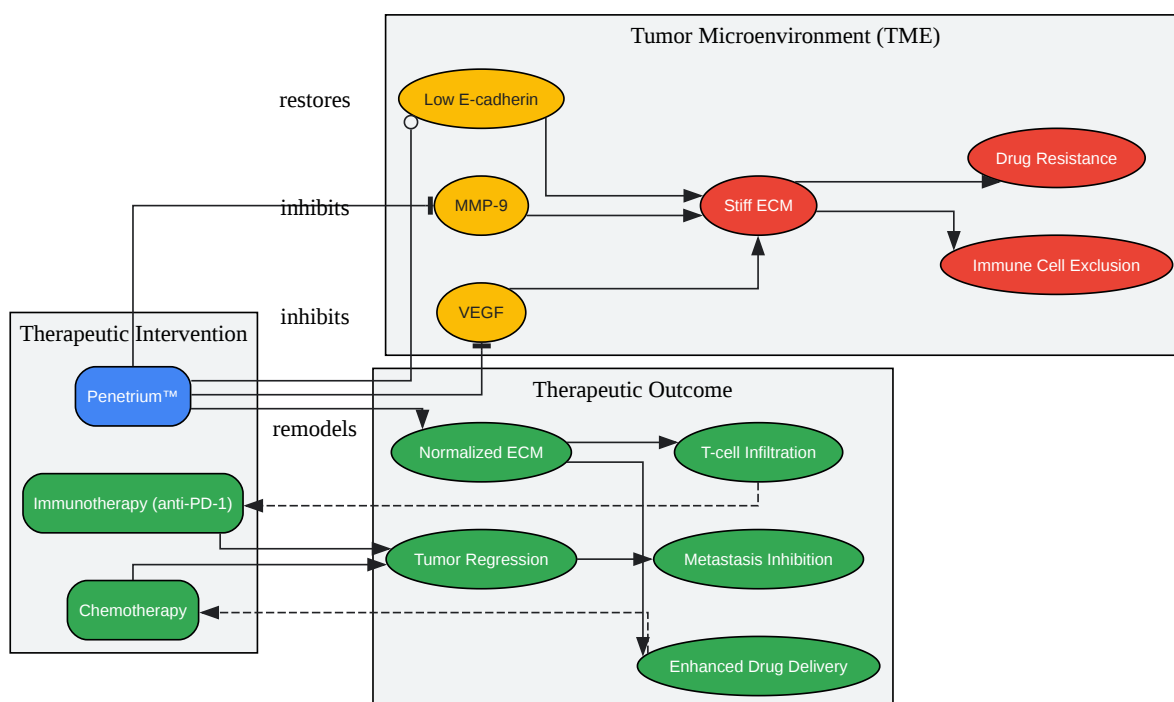 Tumor Microenvironment (TME)
restores
Low E-cadherin
Drug Resistance
inhibits
MMP-9
Stiff ECM
Immune Cell Exclusion
inhibits
VEGF
Therapeutic Intervention
Penetrium™
Therapeutic Outcome
remodels
Normalized ECM
T-cell Infiltration
Immunotherapy (anti-PD-1)
Tumor Regression
Metastasis Inhibition
Chemotherapy
Enhanced Drug Delivery